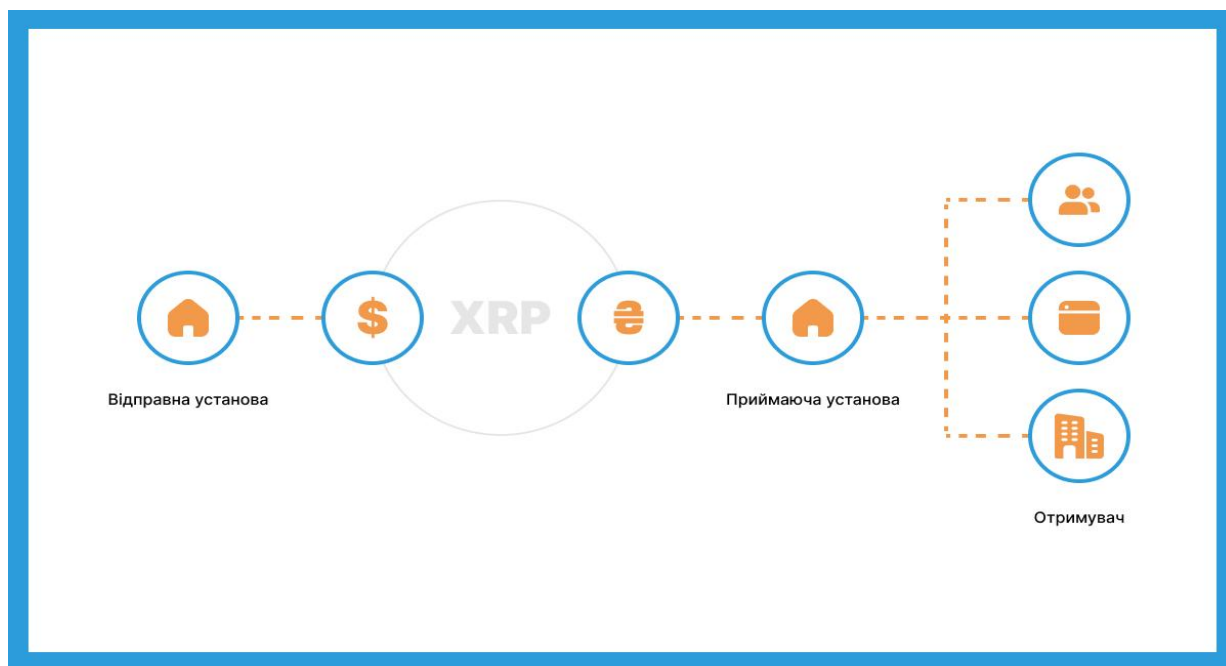 $
XRP
₴
Відправна установа
Приймаюча установа
Отримувач